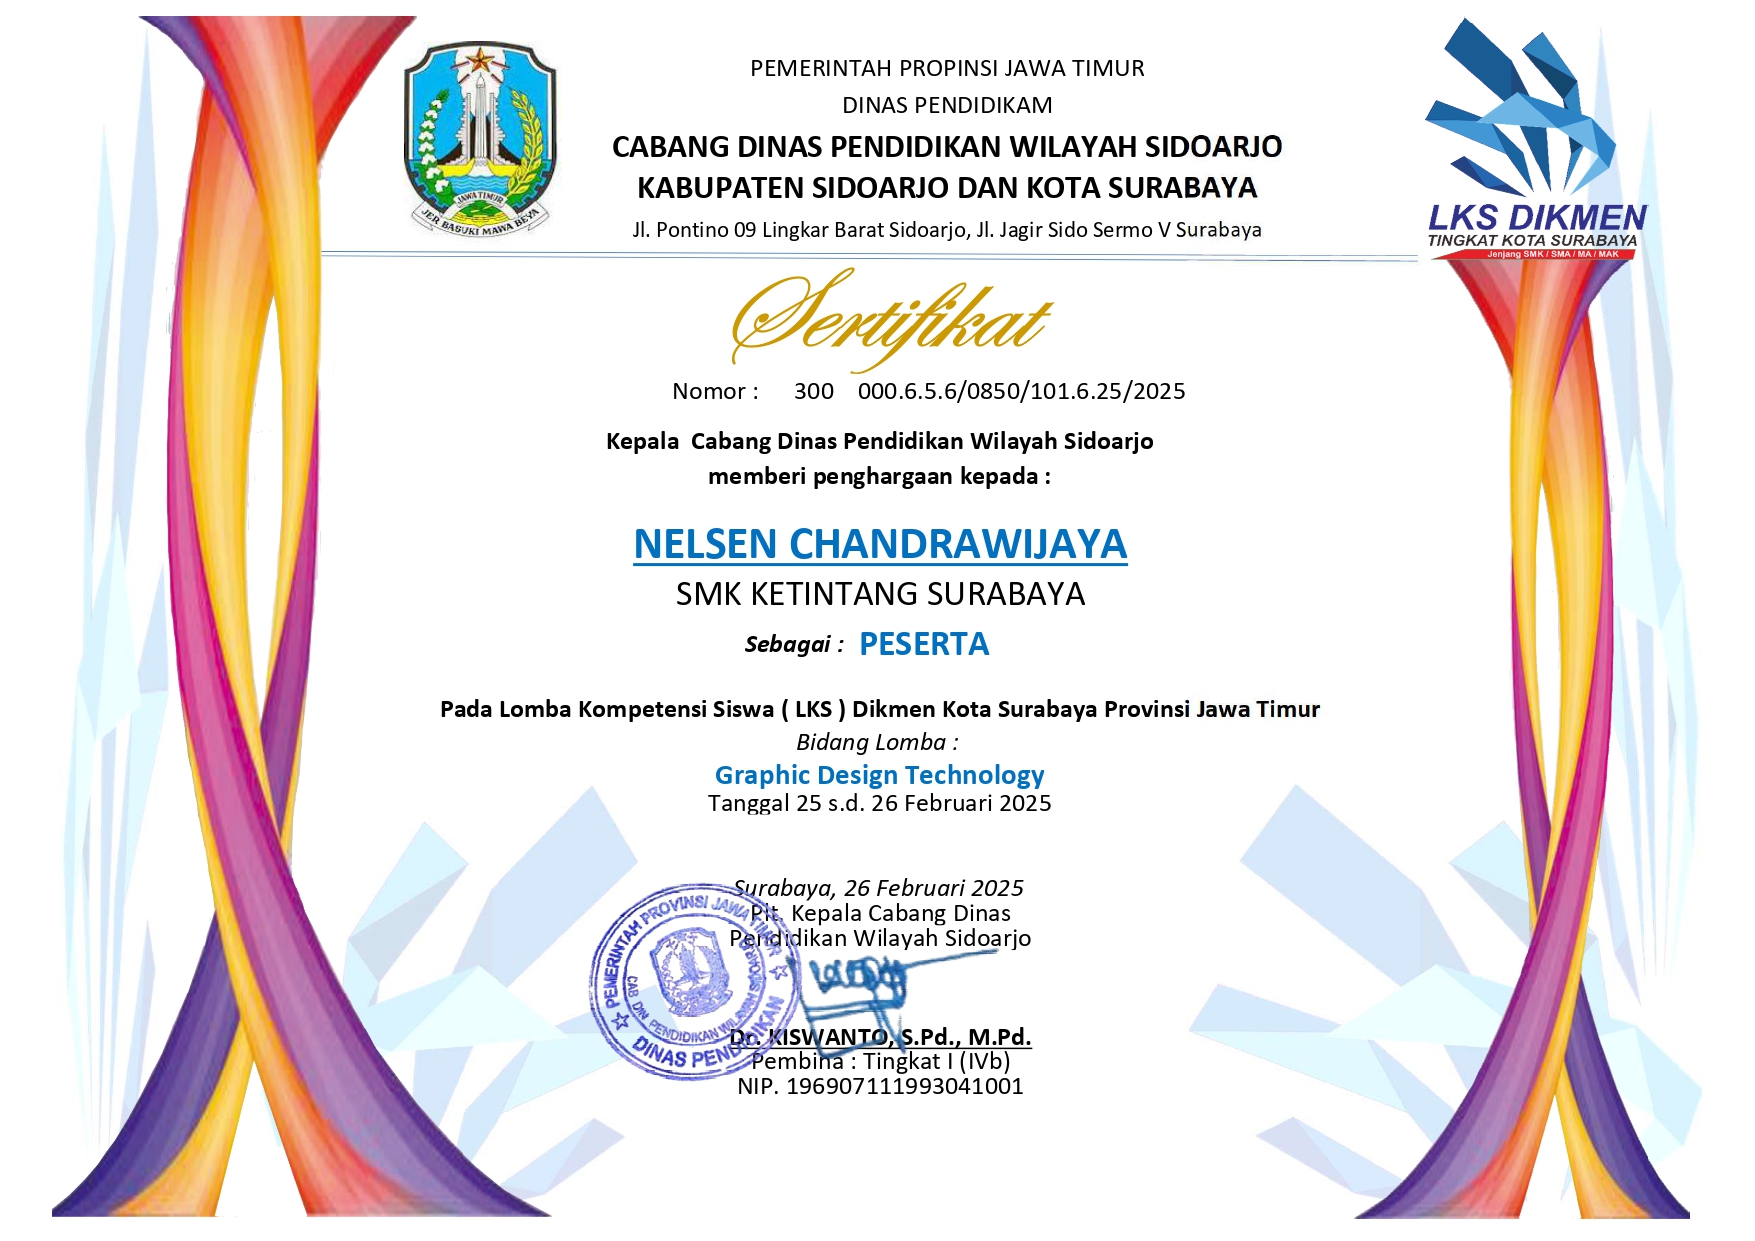 PEMERINTAH PROPINSI JAWA TIMUR
DINAS PENDIDIKAM
CABANG DINAS PENDIDIKAN WILAYAH SIDOARJO
KABUPATEN SIDOARJO DAN KOTA SURABAYA
Jl. Pontino 09 Lingkar Barat Sidoarjo, Jl. Jagir Sido Sermo V Surabaya
JAWA TIMUR
JER BASUKI MAWA BEYA
LKS DIKMEN
TINGKAT KOTA SURABAYA
Jenjang SMK / SMA / MA / MAK
Sertifikat
Nomor : 300 000.6.5.6/0850/101.6.25/2025
Kepala Cabang Dinas Pendidikan Wilayah Sidoarjo
memberi penghargaan kepada :
NELSEN CHANDRAWIJAYA
SMK KETINTANG SURABAYA
Sebagai : PESERTA
Pada Lomba Kompetensi Siswa ( LKS ) Dikmen Kota Surabaya Provinsi Jawa Timur
Bidang Lomba :
Graphic Design Technology
Tanggal 25 s.d. 26 Februari 2025
Surabaya, 26 Februari 2025
Plt. Kepala Cabang Dinas
Pendidikan Wilayah Sidoarjo
PEMERINTAH PROVINSI JAWA TIMUR
CAB DIN PENDIDIKAN WILAYAH SIDOARJO
DINAS PENDIDIKAN
Dr. KISWANTO, S.Pd., M.Pd.
Pembina : Tingkat I (IVb)
NIP. 196907111993041001